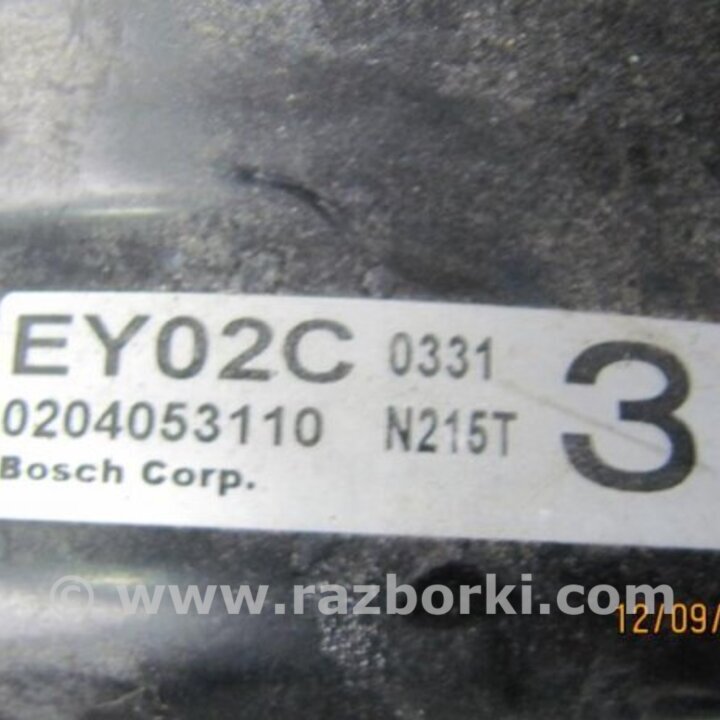 EY02C 0331 3
0204053110 N215T
Bosch Corp.
© www.razborki.com
12/09/